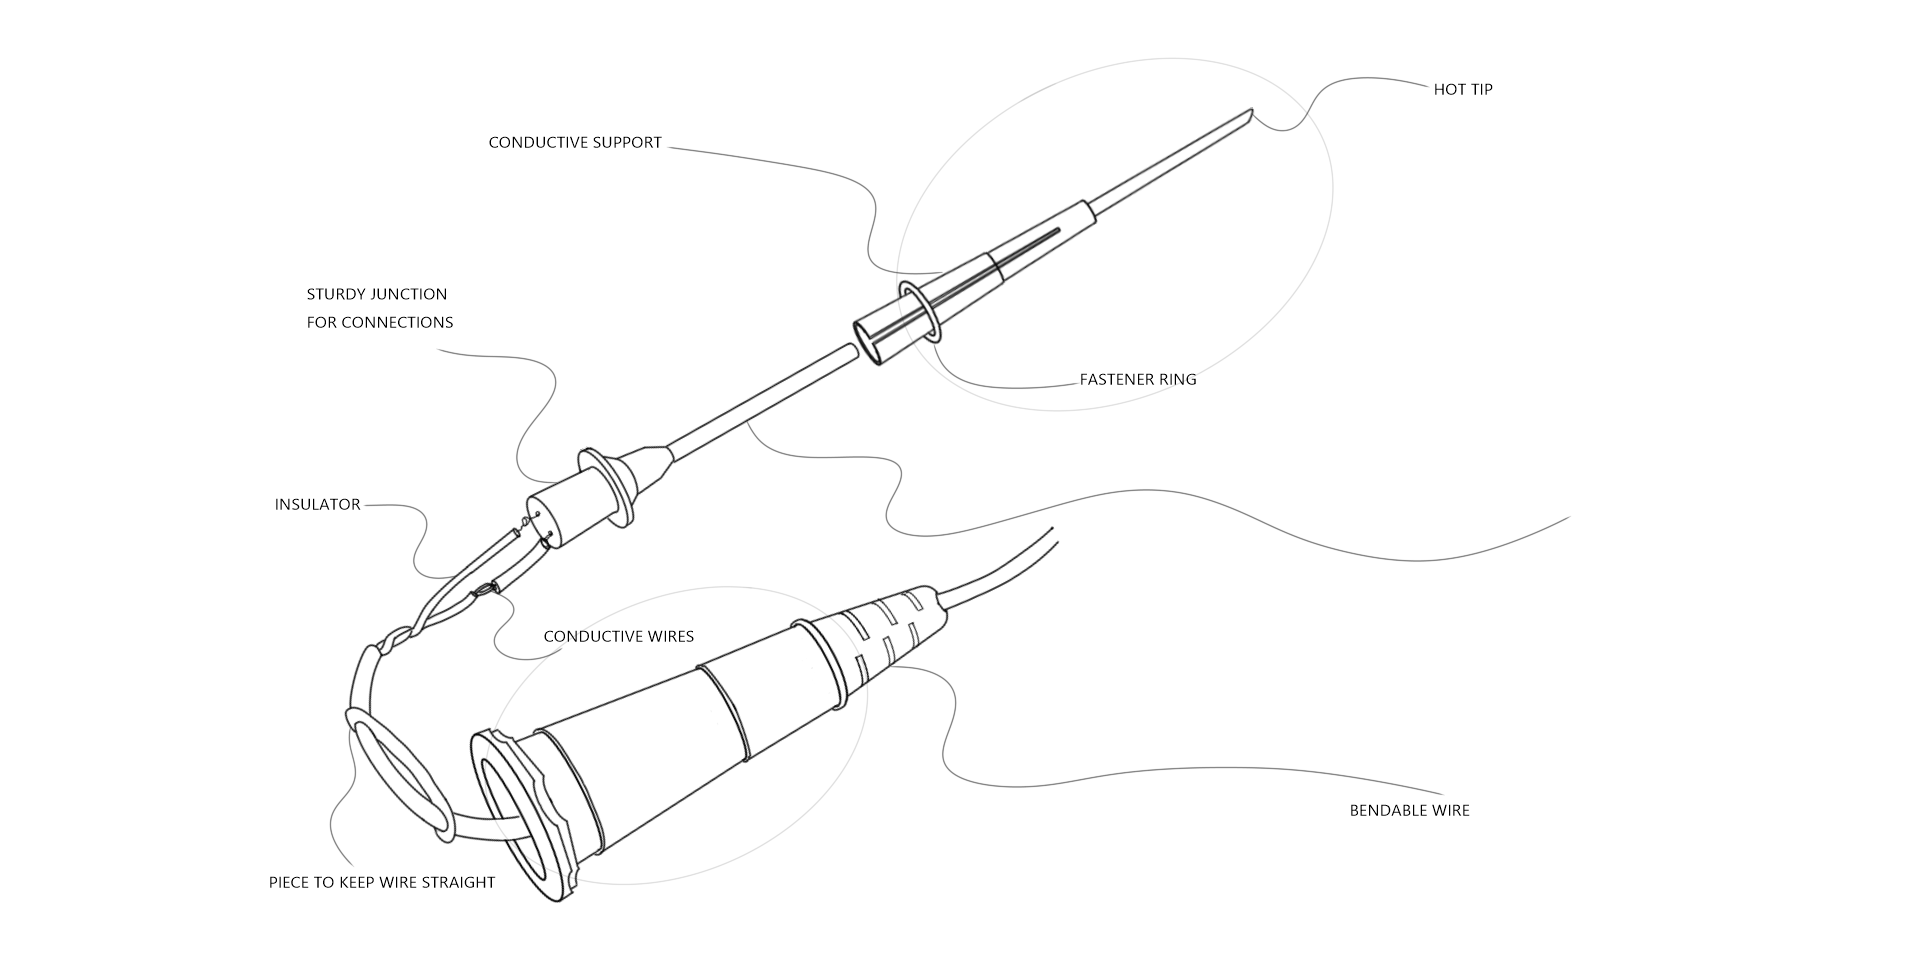 HOT TIP
CONDUCTIVE SUPPORT
STURDY JUNCTION
FOR CONNECTIONS
FASTENER RING
INSULATOR
CONDUCTIVE WIRES
BENDABLE WIRE
PIECE TO KEEP WIRE STRAIGHT